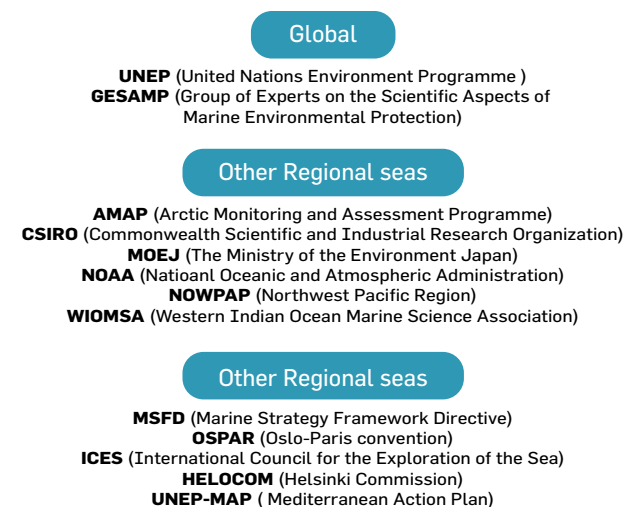 Global
UNEP (United Nations Environment Programme )
GESAMP (Group of Experts on the Scientific Aspects of
Marine Environmental Protection)
Other Regional seas
AMAP (Arctic Monitoring and Assessment Programme)
CSIRO (Commonwealth Scientific and Industrial Research Organization)
MOEJ (The Ministry of the Environment Japan)
NOAA (Natioanl Oceanic and Atmospheric Administration)
NOWPAP (Northwest Pacific Region)
WIOMSA (Western Indian Ocean Marine Science Association)
Other Regional seas
MSFD (Marine Strategy Framework Directive)
OSPAR (Oslo-Paris convention)
ICES (International Council for the Exploration of the Sea)
HELOCOM (Helsinki Commission)
UNEP-MAP ( Mediterranean Action Plan)